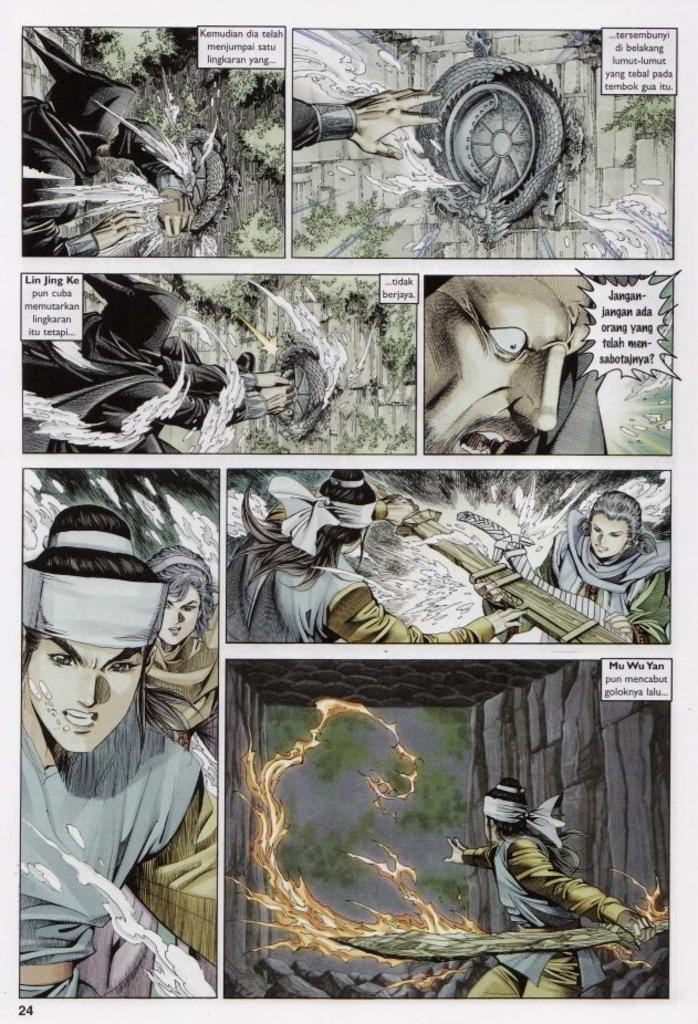 Kemudian dia telah
menjumpai satu
lingkaran yang...
...tersembunyi
di belakang
lumut-lumut
yang tebal pada
tembok gua itu.
Lin Jing Ke
pun cuba
memutarkan
lingkaran
itu tetapi...
...tidak
berjaya.
Jangan-
jangan ada
orang yang
telah men-
sabotajnya?
Mu Wu Yan
pun mencabut
goloknya lalu...
24